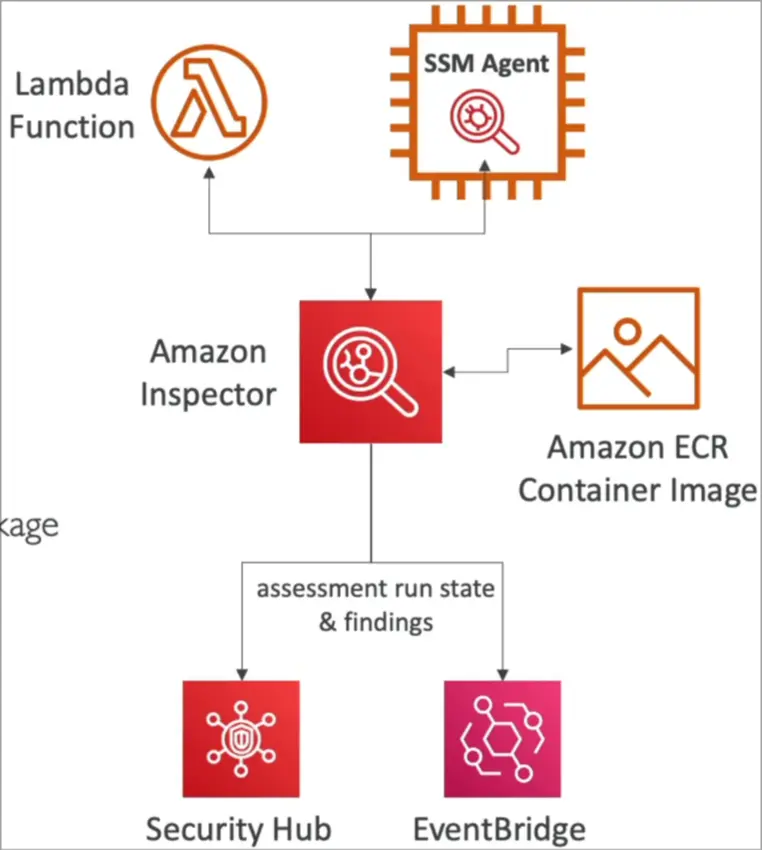 Lambda
Function
SSM Agent
Amazon
Inspector
Amazon ECR
Container Image
kage
assessment run state
& findings
Security Hub
EventBridge